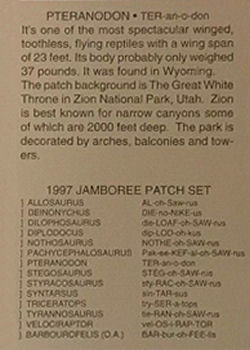 PTERANODON • TER-an-o-don
It's one of the most spectacular winged,
toothless, flying reptiles with a wing span
of 23 feet. Its body probably only weighed
37 pounds. It was found in Wyoming.
The patch background is The Great White
Throne in Zion National Park, Utah. Zion
is best known for narrow canyons some
of which are 2000 feet deep. The park is
decorated by arches, balconies and tow-
ers.
1997 JAMBOREE PATCH SET
] ALLOSAURUS AL-oh-Saw-rus
] DEINONYCHUS DIE-no-NIKE-us
] DILOPHOSAURUS die-LOAF-oh-SAW-rus
] DIPLODOCUS dip-LOD-oh-kus
] NOTHOSAURUS NOTHE-oh-SAW-rus
] PACHYCEPHALOSAURUS Pak-ee-KEF-al-oh-SAW-rus
] PTERANODON TER-an-o-don
] STEGOSAURUS STEG-oh-SAW-rus
] STYRACOSAURUS sty-RAC-oh-SAW-rus
] SYNTARSUS sin-TAR-sus
] TRICERATOPS try-SER-a-tops
] TYRANNOSAURUS tie-RAN-oh-SAW-rus
] VELOCIRAPTOR vel-OS-i-RAP-TOR
] BARBOUROFELIS (O.A.) BAR-bur-oh-FEE-lis